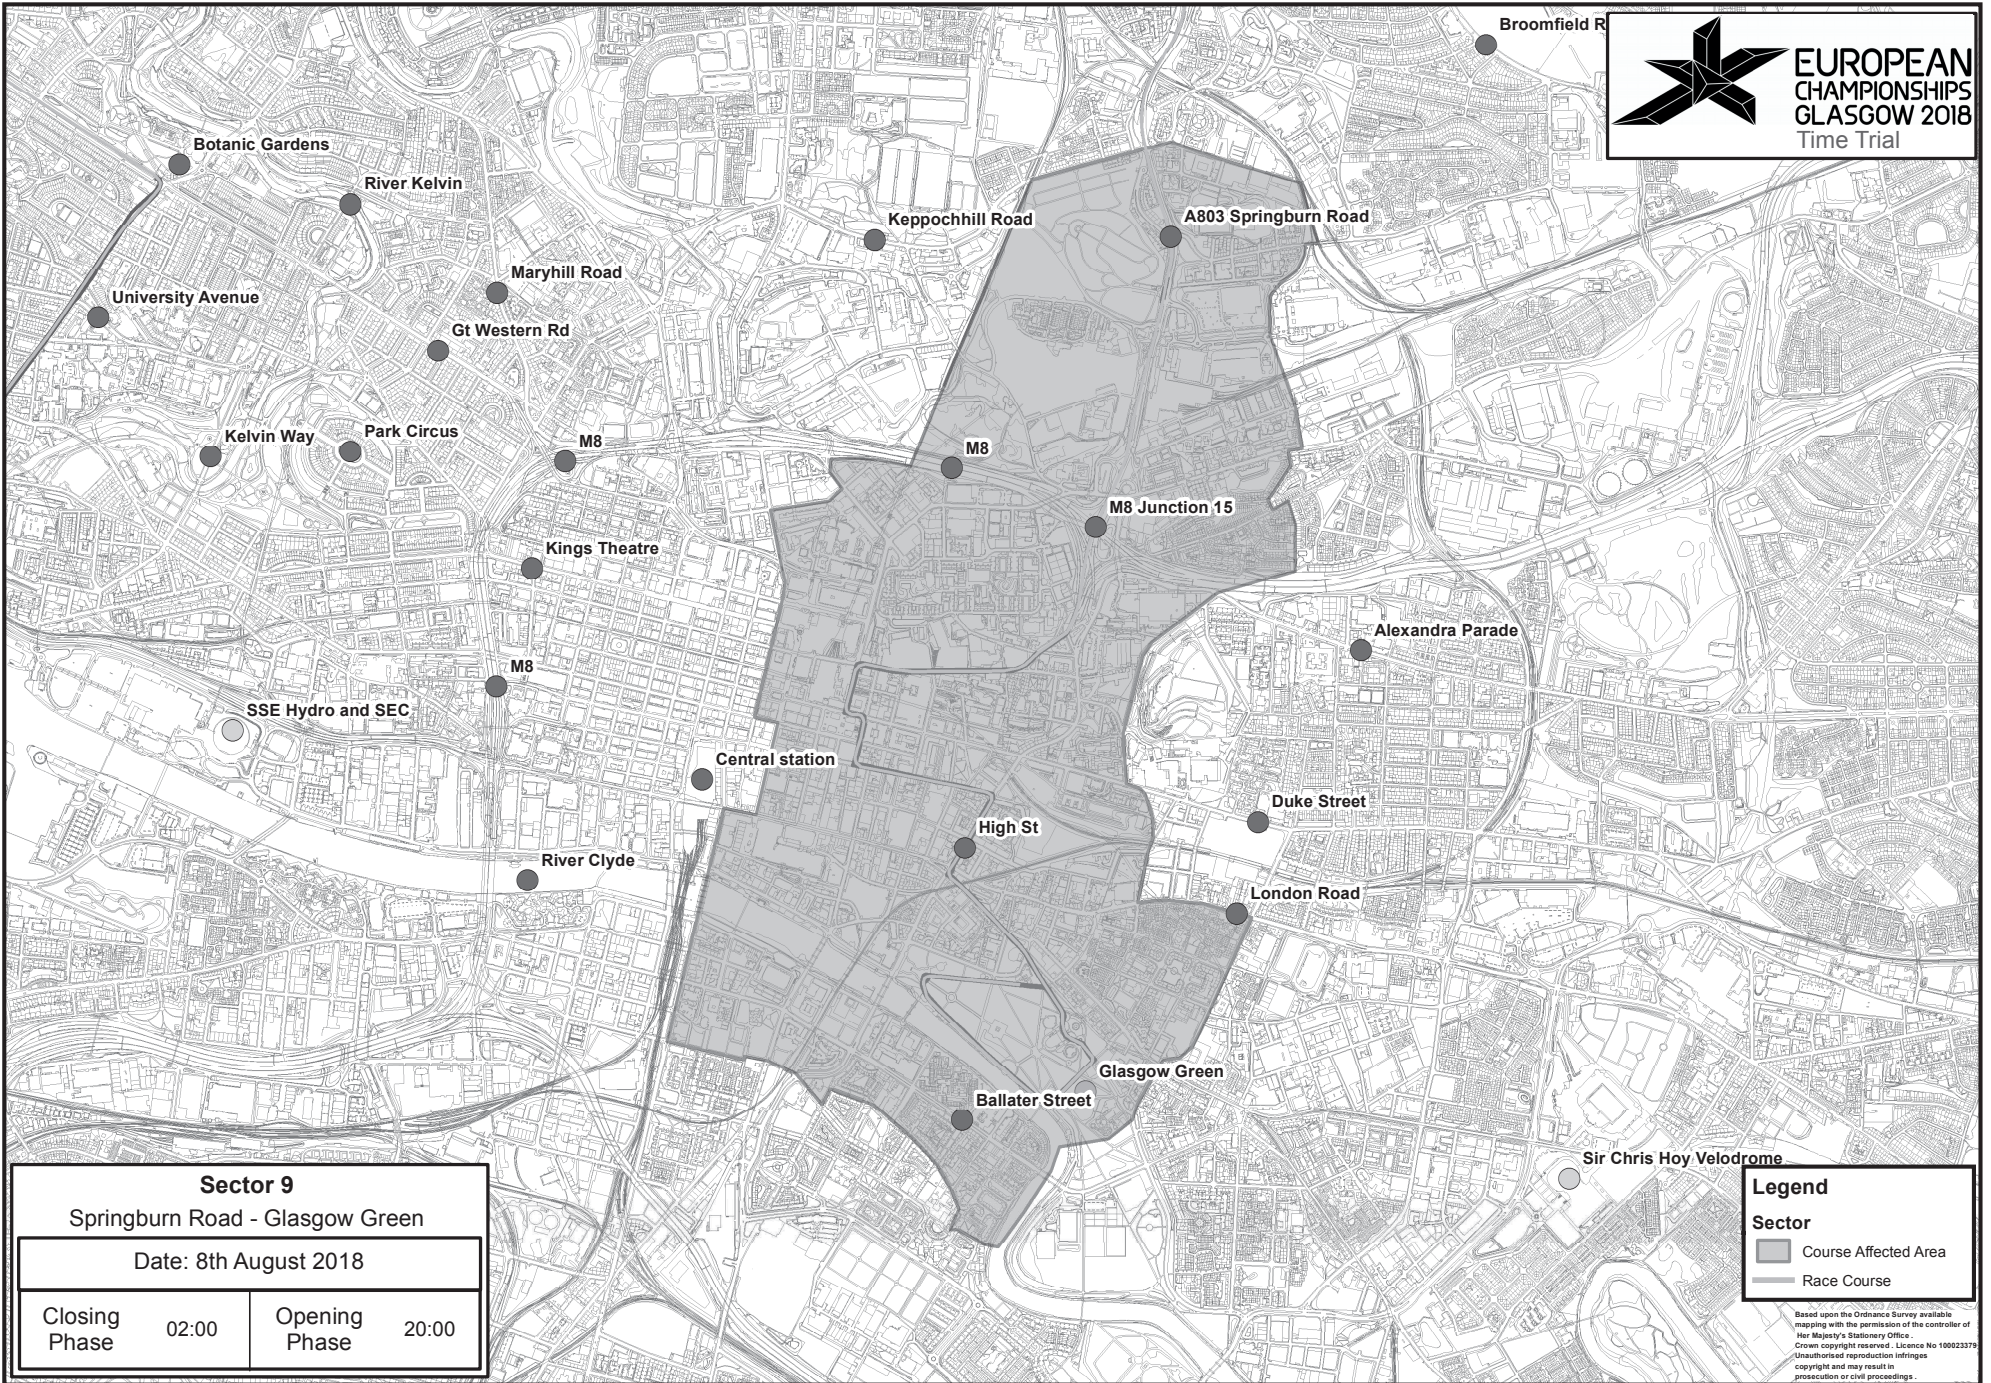 Broomfield R
EUROPEAN
CHAMPIONSHIPS
GLASGOW 2018
Time Trial
Botanic Gardens
River Kelvin
Keppochhill Road
A803 Springburn Road
Maryhill Road
University Avenue
Gt Western Rd
Kelvin Way
Park Circus
M8
M8
M8 Junction 15
Kings Theatre
Alexandra Parade
M8
SSE Hydro and SEC
Central station
Duke Street
High St
River Clyde
London Road
Glasgow Green
Ballater Street
Sir Chris Hoy Velodrome
Sector 9
Springburn Road - Glasgow Green
Date: 8th August 2018
Closing
Phase
02:00
Opening
Phase
20:00
Legend
Sector
Course Affected Area
Race Course
Based upon the Ordnance Survey available
mapping with the permission of the controller of
Her Majesty's Stationery Office .
Crown copyright reserved . Licence No 100023379
Unauthorised reproduction infringes
copyright and may result in
prosecution or civil proceedings .